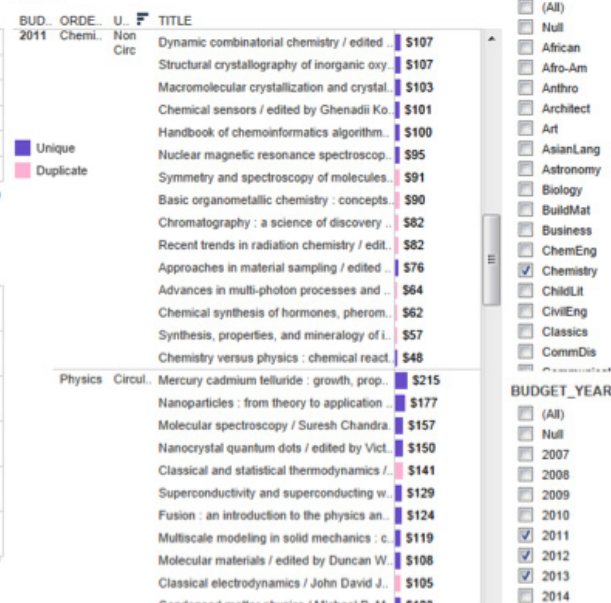 BUD.. ORDE.. U.. TITLE
2011 Chemi.. Non Circ
Dynamic combinatorial chemistry / edited .. $107
Structural crystallography of inorganic oxy.. $107
Macromolecular crystallization and crystal.. $103
Chemical sensors / edited by Ghenadii Ko.. $101
Handbook of chemoinformatics algorithm.. $100
Nuclear magnetic resonance spectroscop.. $95
Symmetry and spectroscopy of molecules.. $91
Basic organometallic chemistry : concepts.. $90
Chromatography : a science of discovery .. $82
Recent trends in radiation chemistry / edit.. $82
Approaches in material sampling / edited .. $76
Advances in multi-photon processes and .. $64
Chemical synthesis of hormones, pherom.. $62
Synthesis, properties, and mineralogy of i.. $57
Chemistry versus physics : chemical react.. $48
Physics Circul.. Mercury cadmium telluride : growth, prop.. $215
Nanoparticles : from theory to application .. $177
Molecular spectroscopy / Suresh Chandra. $157
Nanocrystal quantum dots / edited by Vict.. $150
Classical and statistical thermodynamics /.. $141
Superconductivity and superconducting w.. $129
Fusion : an introduction to the physics an.. $124
Multiscale modeling in solid mechanics : c.. $119
Molecular materials / edited by Duncan W.. $108
Classical electrodynamics / John David J.. $105
Unique
Duplicate
(All)
Null
African
Afro-Am
Anthro
Architect
Art
AsianLang
Astronomy
Biology
BuildMat
Business
ChemEng
Chemistry
ChildLit
CivilEng
Classics
CommDis
BUDGET_YEAR
(All)
Null
2007
2008
2009
2010
2011
2012
2013
2014